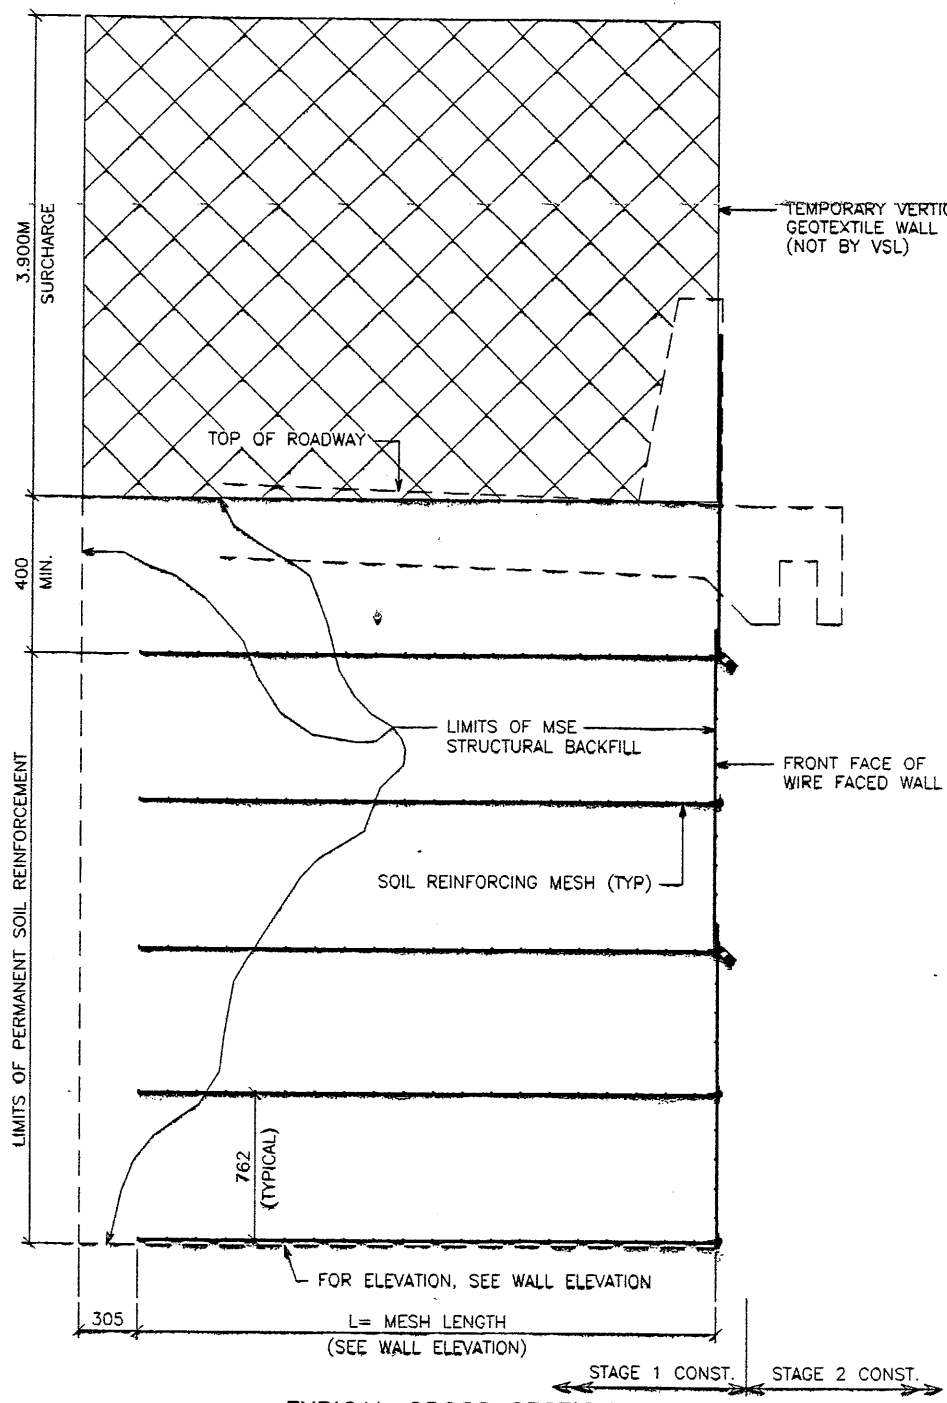 3.900M
SURCHARGE
TEMPORARY
GEOTEXTILE WALL
(NOT BY VSL)
TOP OF ROADWAY
400
MIN.
LIMITS OF MSE
STRUCTURAL BACKFILL
FRONT FACE OF
WIRE FACED WALL
SOIL REINFORCING MESH (TYP)
LIMITS OF PERMANENT SOIL REINFORCEMENT
762
(TYPICAL)
FOR ELEVATION, SEE WALL ELEVATION
305
L= MESH LENGTH
(SEE WALL ELEVATION)
STAGE 1 CONST.
STAGE 2 CONST.